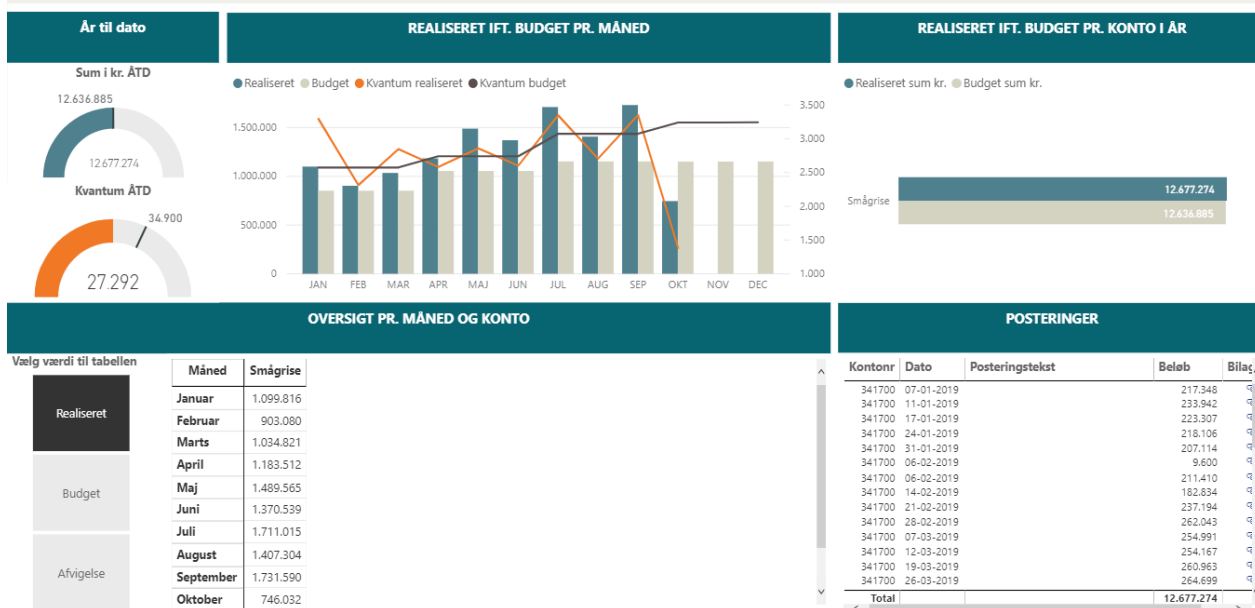 År til dato
REALISERET IFT. BUDGET PR. MÅNED
REALISERET IFT. BUDGET PR. KONTO I ÅR
Sum i kr. ÅTD
12.636.885
12.677.274
Kvantum ÅTD
34.900
27.292
Realiseret Budget Kvantum realiseret Kvantum budget
1.500.000
1.000.000
500.000
0
3.500
3.000
2.500
2.000
1.500
1.000
JAN FEB MAR APR MAJ JUN JUL AUG SEP OKT NOV DEC
Realiseret sum kr. Budget sum kr.
Smågrise
12.677.274
12.636.885
OVERSIGT PR. MÅNED OG KONTO
POSTERINGER
Vælg værdi til tabellen
Realiseret
Budget
Afvigelse
Måned Smågrise
Januar 1.099.816
Februar 903.080
Marts 1.034.821
April 1.183.512
Maj 1.489.565
Juni 1.370.539
Juli 1.711.015
August 1.407.304
September 1.731.590
Oktober 746.032
Kontonr Dato Posteringstekst Beløb Bilag
341700 07-01-2019 217.348
341700 11-01-2019 233.942
341700 17-01-2019 223.307
341700 24-01-2019 218.106
341700 31-01-2019 207.114
341700 06-02-2019 9.600
341700 06-02-2019 211.410
341700 14-02-2019 182.834
341700 21-02-2019 237.194
341700 28-02-2019 262.043
341700 07-03-2019 254.991
341700 12-03-2019 254.167
341700 19-03-2019 260.963
341700 26-03-2019 264.699
Total 12.677.274